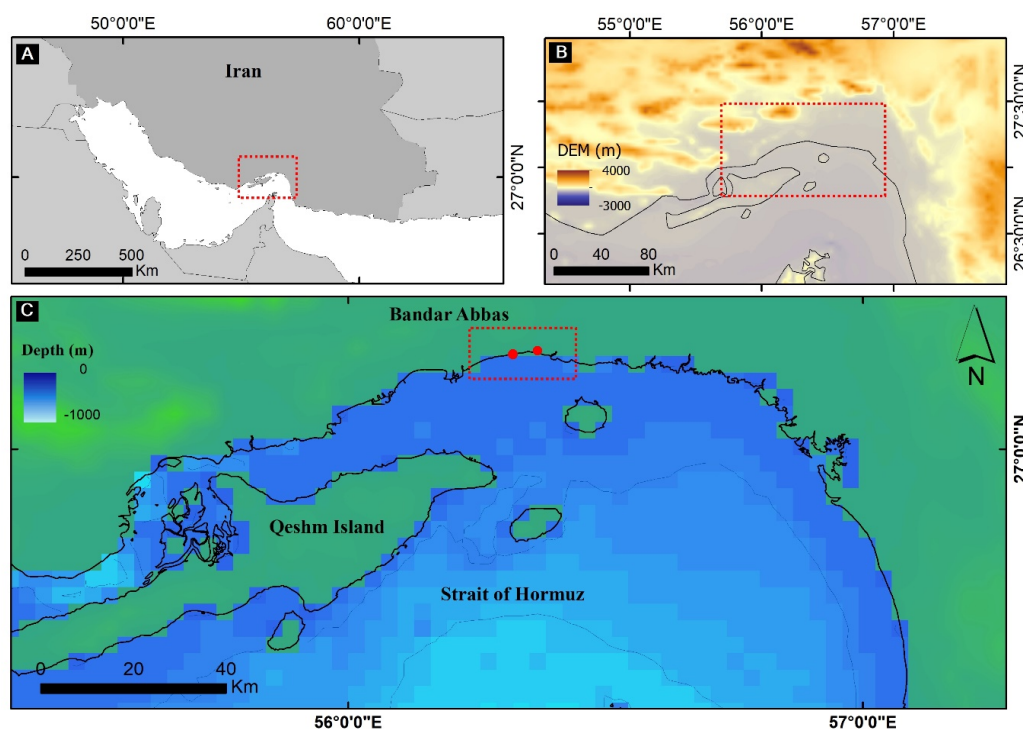 50°0'0"E
60°0'0"E
A
Iran
27°0'0"N
0
250
500
Km
55°0'0"E
56°0'0"E
57°0'0"E
B
27°30'0"N
27°0'0"N
26°30'0"N
DEM (m)
4000
-3000
0
40
80
Km
C
Bandar Abbas
Depth (m)
0
-1000
N
27°0'0"N
Qeshm Island
Strait of Hormuz
0
20
40
Km
56°0'0"E
57°0'0"E